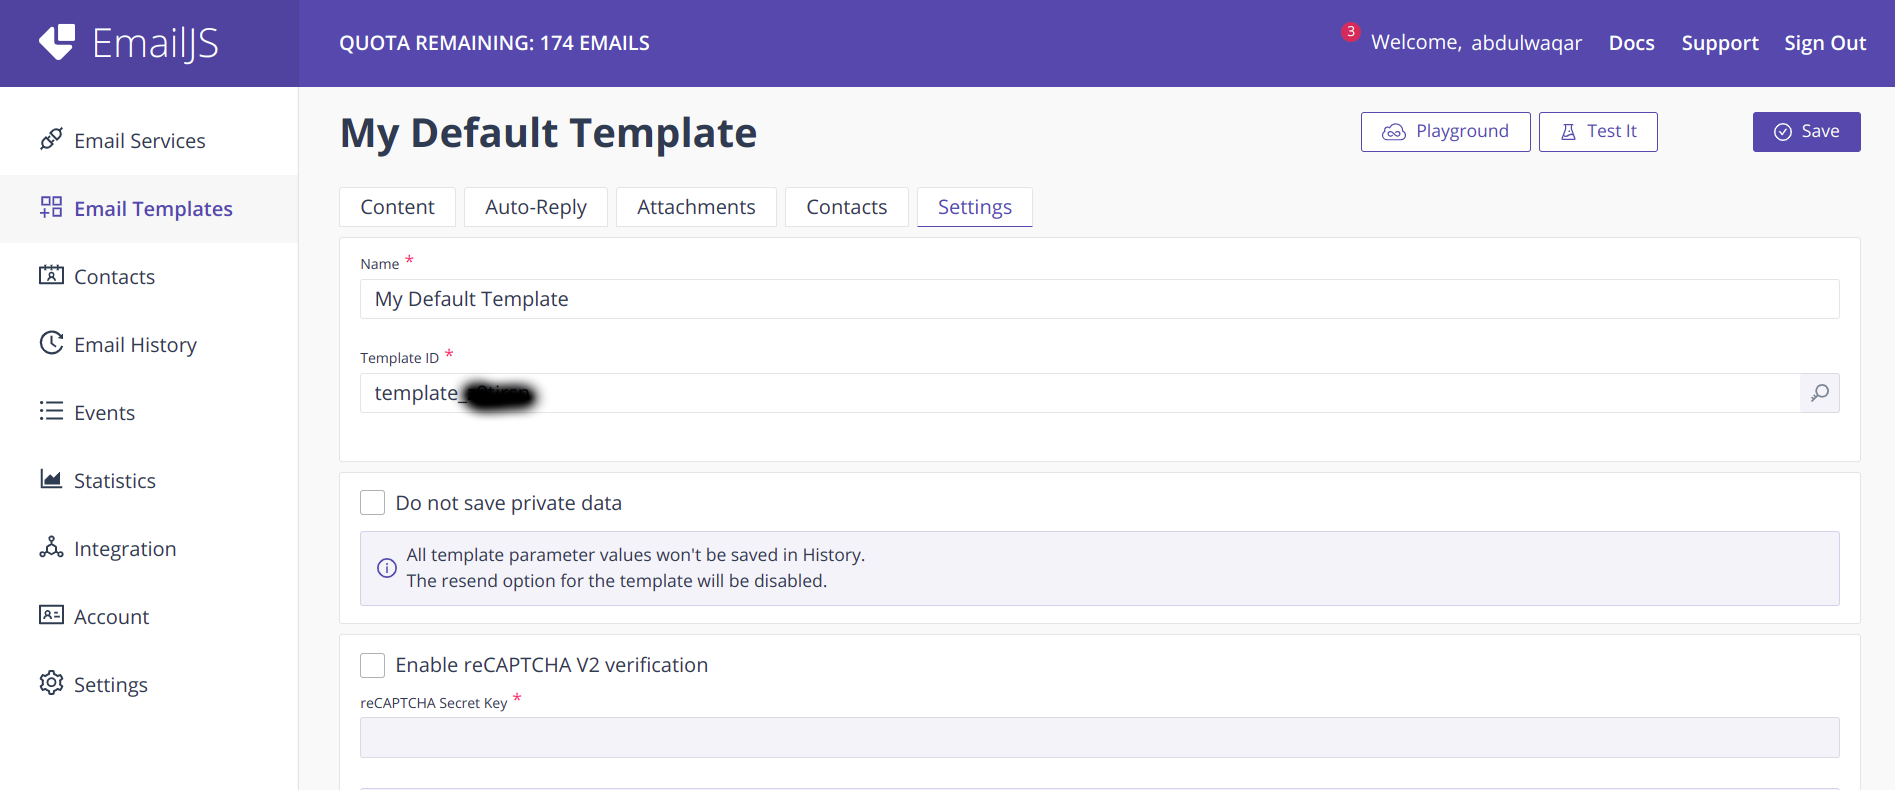 EmailJS
QUOTA REMAINING: 174 EMAILS
3
Welcome, abdulwaqar
Docs
Support
Sign Out
Email Services
Email Templates
Contacts
Email History
Events
Statistics
Integration
Account
Settings
My Default Template
Playground
Test It
Save
Content
Auto-Reply
Attachments
Contacts
Settings
Name *
My Default Template
Template ID *
template_
Do not save private data
All template parameter values won't be saved in History.
The resend option for the template will be disabled.
Enable reCAPTCHA V2 verification
reCAPTCHA Secret Key *